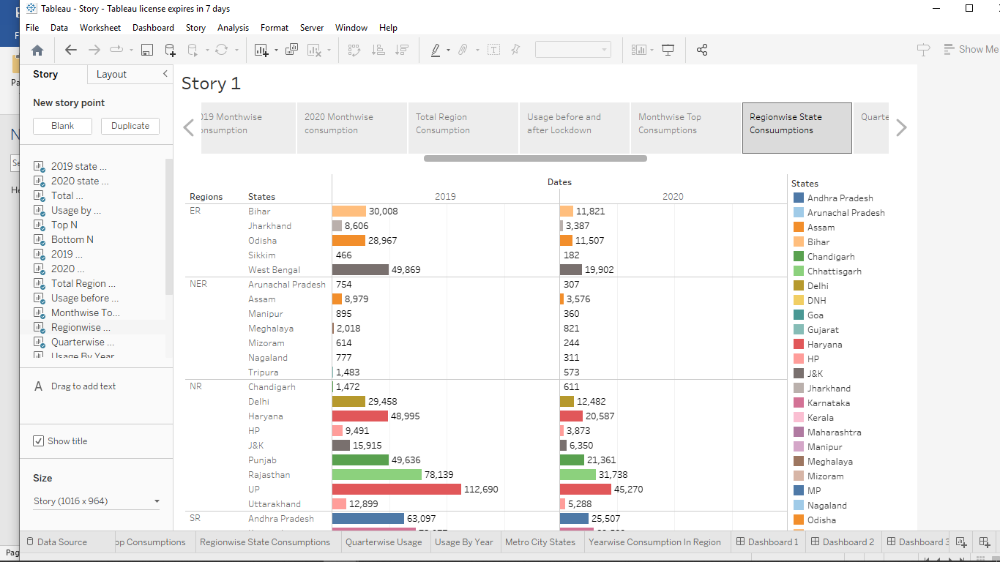 Tableau - Story - Tableau license expires in 7 days
File Data Worksheet Dashboard Story Analysis Format Server Window Help
Show Me
Story Layout
New story point
Blank Duplicate
2019 state ...
2020 state ...
Total ...
Usage by ...
Top N
Bottom N
2019 ...
2020 ...
Total Region ...
Usage before ...
Monthwise To...
Regionwise ...
Quarterwise ...
Usage By Year
A Drag to add text
Show title
Size
Story (1016 x 964)
Story 1
2019 Monthwise
consumption
2020 Monthwise
consumption
Total Region
Consumption
Usage before and
after Lockdown
Monthwise Top
Consumptions
Regionwise State
Consuumptions
Quarte
Dates
Regions States 2019 2020
ER Bihar 30,008 11,821
Jharkhand 8,606 3,387
Odisha 28,967 11,507
Sikkim 466 182
West Bengal 49,869 19,902
NER Arunachal Pradesh 754 307
Assam 8,979 3,576
Manipur 895 360
Meghalaya 2,018 821
Mizoram 614 244
Nagaland 777 311
Tripura 1,483 573
NR Chandigarh 1,472 611
Delhi 29,458 12,482
Haryana 48,995 20,587
HP 9,491 3,873
J&K 15,915 6,350
Punjab 49,636 21,361
Rajasthan 78,139 31,738
UP 112,690 45,270
Uttarakhand 12,899 5,288
SR Andhra Pradesh 63,097 25,507
States
Andhra Pradesh
Arunachal Pradesh
Assam
Bihar
Chandigarh
Chhattisgarh
Delhi
DNH
Goa
Gujarat
Haryana
HP
J&K
Jharkhand
Karnataka
Kerala
Maharashtra
Manipur
Meghalaya
Mizoram
MP
Nagaland
Odisha
Data Source op Consumptions Regionwise State Consumptions Quarterwise Usage Usage By Year Metro City States Yearwise Consumption In Region Dashboard 1 Dashboard 2 Dashboard 3
Pag